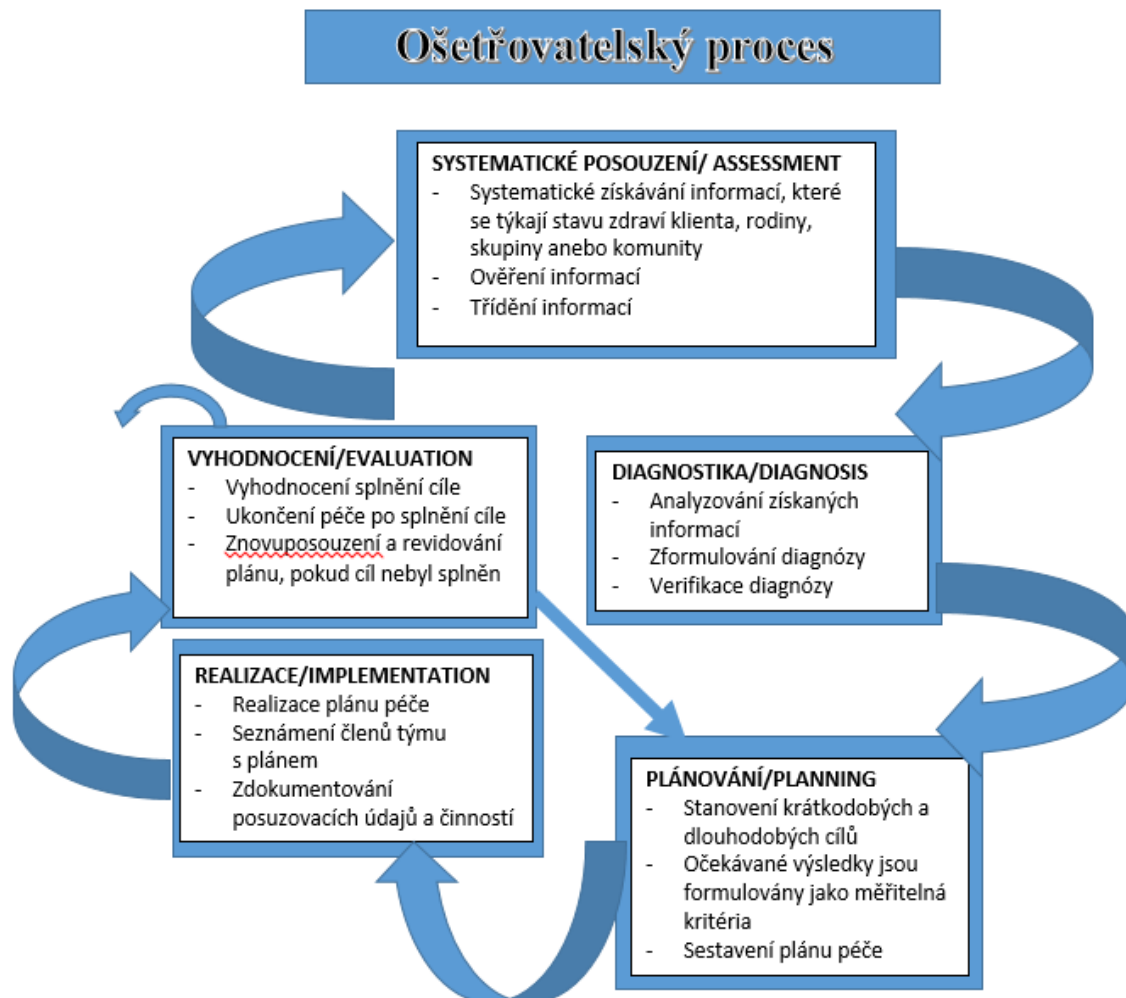 Ošetřovatelský proces
SYSTEMATICKÉ POSOUZENÍ/ ASSESSMENT
- Systematické získávání informací, které
se týkají stavu zdraví klienta, rodiny,
skupiny anebo komunity
- Ověření informací
- Třídění informací
DIAGNOSTIKA/DIAGNOSIS
- Analyzování získaných
informací
- Zformulování diagnózy
- Verifikace diagnózy
PLÁNOVÁNÍ/PLANNING
- Stanovení krátkodobých a
dlouhodobých cílů
- Očekávané výsledky jsou
formulovány jako měřitelná
kritéria
- Sestavení plánu péče
REALIZACE/IMPLEMENTATION
- Realizace plánu péče
- Seznámení členů týmu
s plánem
- Zdokumentování
posuzovacích údajů a činností
VYHODNOCENÍ/EVALUATION
- Vyhodnocení splnění cíle
- Ukončení péče po splnění cíle
- Znovuposouzení a revidování
plánu, pokud cíl nebyl splněn